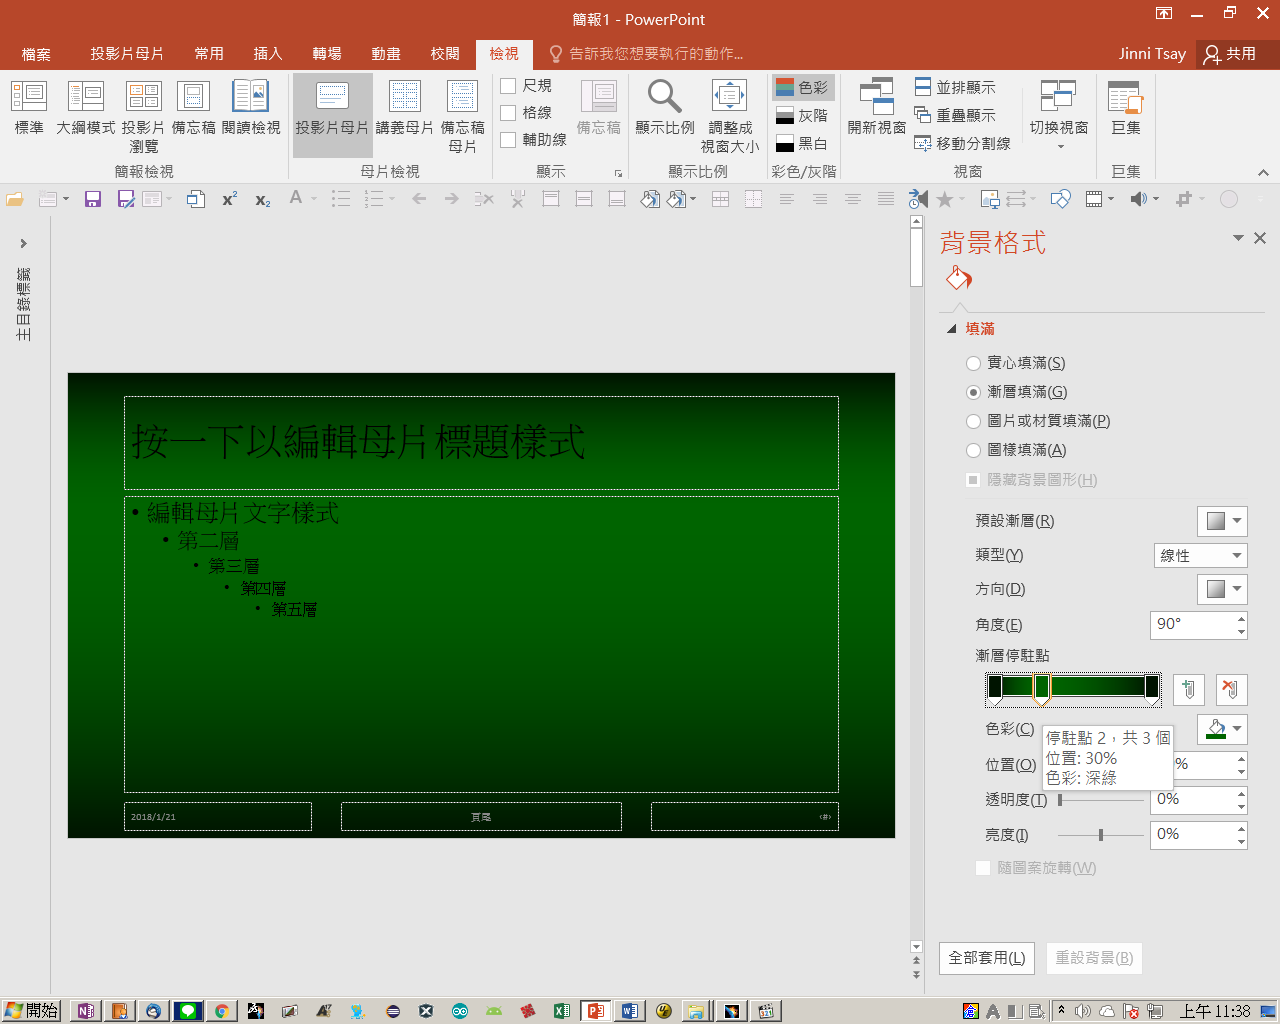 簡報1 - PowerPoint
檔案 投影片母片 常用 插入 轉場 動畫 校閱 檢視 告訴我您想要執行的動作... Jinni Tsay 共用
標準 大綱模式 投影片瀏覽 備忘稿 閱讀檢視
簡報檢視
投影片母片 講義母片 備忘稿母片
母片檢視
尺規
格線
輔助線
備忘稿
顯示
顯示比例 調整成視窗大小
顯示比例
色彩
灰階
黑白
彩色/灰階
開新視窗
並排顯示
重疊顯示
移動分割線
切換視窗
視窗
巨集
巨集
主目錄標籤
按一下以編輯母片標題樣式
• 編輯母片文字樣式
• 第二層
• 第三層
• 第四層
• 第五層
2018/1/21 頁尾 ‹#›
背景格式
填滿
實心填滿(S)
漸層填滿(G)
圖片或材質填滿(P)
圖樣填滿(A)
隱藏背景圖形(H)
預設漸層(R)
類型(Y) 線性
方向(D)
角度(E) 90°
漸層停駐點
色彩(C)
位置(O) %
停駐點 2，共 3 個
位置: 30%
色彩: 深綠
透明度(T) 0%
亮度(I) 0%
隨圖案旋轉(W)
全部套用(L) 重設背景(B)
開始 上午 11:38